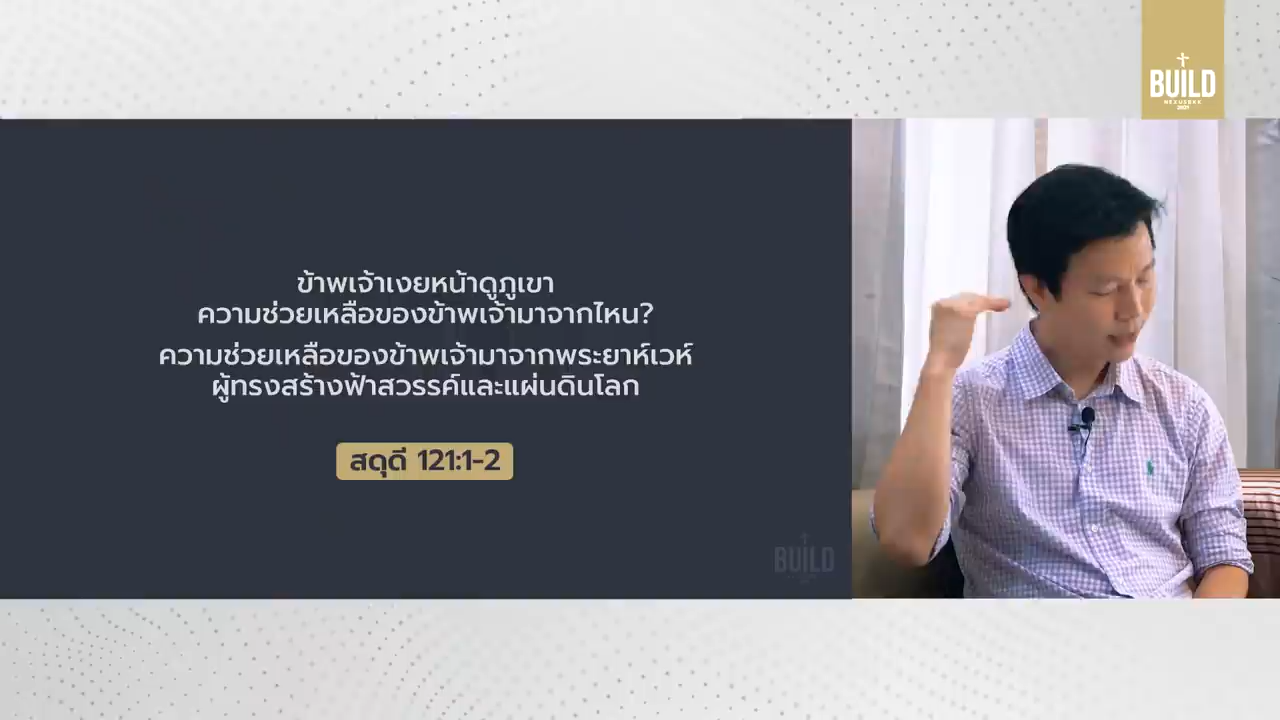 BUILD
NEXUSBKK
2021
ข้าพเจ้าเงยหน้าดูภูเขา
ความช่วยเหลือของข้าพเจ้ามาจากไหน?
ความช่วยเหลือของข้าพเจ้ามาจากพระยาห์เวห์
ผู้ทรงสร้างฟ้าสวรรค์และแผ่นดินโลก
สดุดี 121:1-2
BUILD